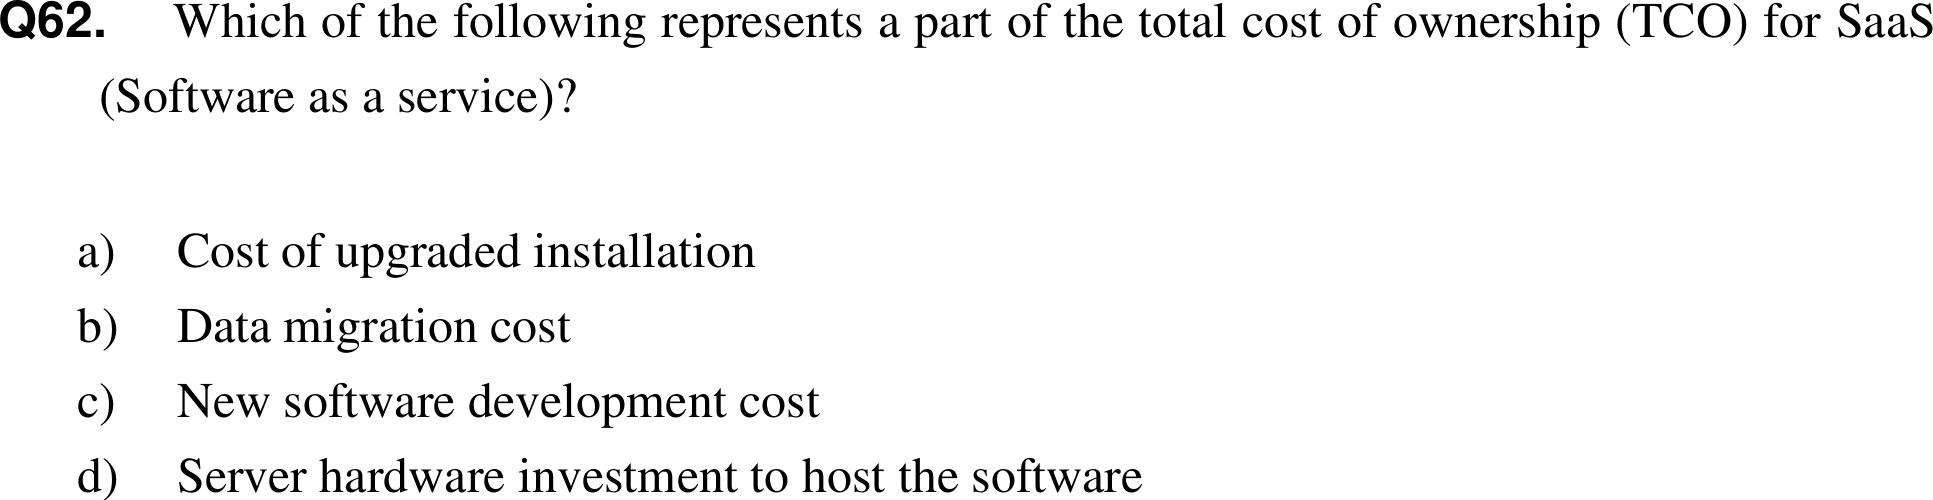 Q62. Which of the following represents a part of the total cost of ownership (TCO) for SaaS
(Software as a service)?
a) Cost of upgraded installation
b) Data migration cost
c) New software development cost
d) Server hardware investment to host the software